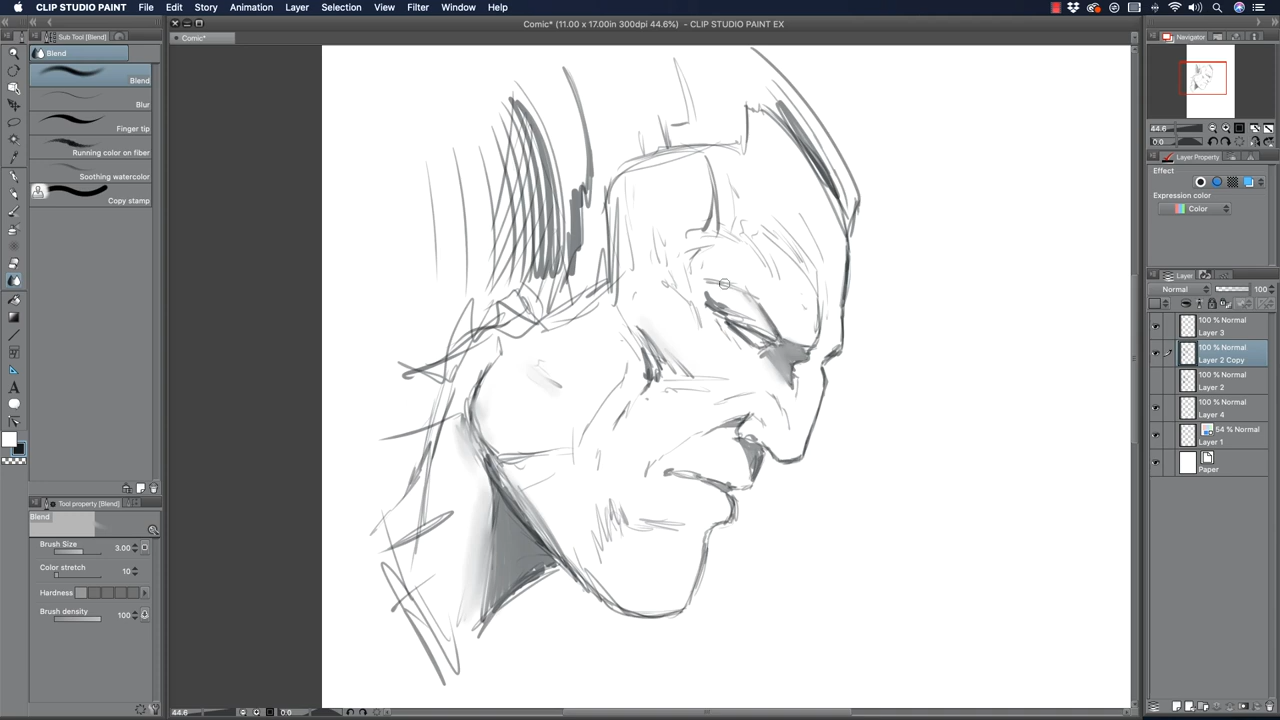 CLIP STUDIO PAINT File Edit Story Animation Layer Selection View Filter Window Help
Comic* (11.00 x 17.00in 300dpi 44.6%) - CLIP STUDIO PAINT EX
Sub Tool [Blend]
Comic*
Navigator
Blend
Blend
Blur
Finger tip
Running color on fiber
Soothing watercolor
Copy stamp
44.6
0.0
Layer Property
Effect
Expression color
Color
Layer
Normal 100
100 % Normal
Layer 3
100 % Normal
Layer 2 Copy
100 % Normal
Layer 2
100 % Normal
Layer 4
54 % Normal
Layer 1
Paper
Tool property [Blend]
Blend
Brush Size 3.00
Color stretch 10
Hardness
Brush density 100
44.6 0.0